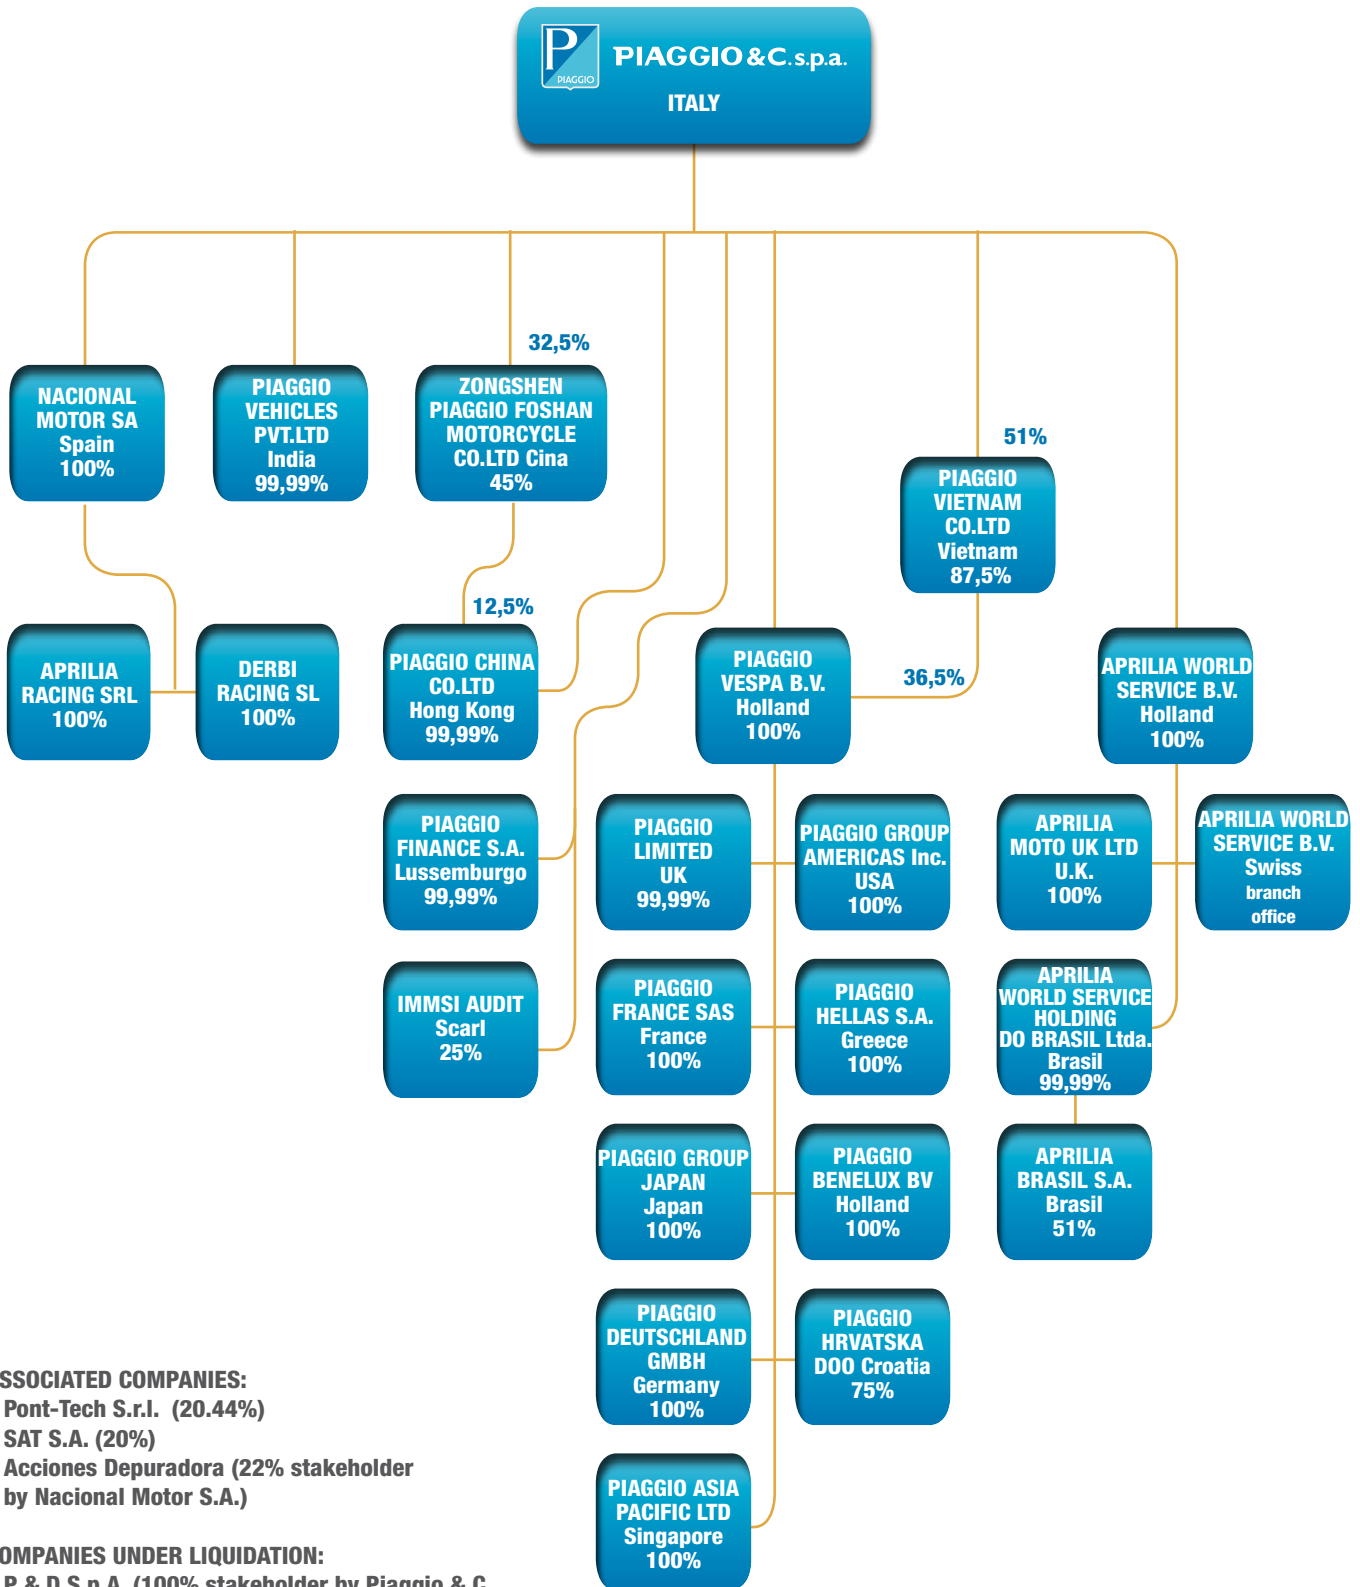 P
PIAGGIO
PIAGGIO & C. s.p.a.
ITALY
32,5%
NACIONAL
MOTOR SA
Spain
100%
PIAGGIO
VEHICLES
PVT.LTD
India
99,99%
ZONGSHEN
PIAGGIO FOSHAN
MOTORCYCLE
CO.LTD Cina
45%
51%
PIAGGIO
VIETNAM
CO.LTD
Vietnam
87,5%
12,5%
36,5%
APRILIA
RACING SRL
100%
DERBI
RACING SL
100%
PIAGGIO CHINA
CO.LTD
Hong Kong
99,99%
PIAGGIO
VESPA B.V.
Holland
100%
APRILIA WORLD
SERVICE B.V.
Holland
100%
PIAGGIO
FINANCE S.A.
Lussemburgo
99,99%
PIAGGIO
LIMITED
UK
99,99%
PIAGGIO GROUP
AMERICAS Inc.
USA
100%
APRILIA
MOTO UK LTD
U.K.
100%
APRILIA WORLD
SERVICE B.V.
Swiss
branch
office
IMMSI AUDIT
Scarl
25%
PIAGGIO
FRANCE SAS
France
100%
PIAGGIO
HELLAS S.A.
Greece
100%
APRILIA
WORLD SERVICE
HOLDING
DO BRASIL Ltda.
Brasil
99,99%
PIAGGIO GROUP
JAPAN
Japan
100%
PIAGGIO
BENELUX BV
Holland
100%
APRILIA
BRASIL S.A.
Brasil
51%
PIAGGIO
DEUTSCHLAND
GMBH
Germany
100%
PIAGGIO
HRVATSKA
DOO Croatia
75%
PIAGGIO ASIA
PACIFIC LTD
Singapore
100%
SSOCIATED COMPANIES:
Pont-Tech S.r.l. (20.44%)
SAT S.A. (20%)
Acciones Depuradora (22% stakeholder
by Nacional Motor S.A.)
OMPANIES UNDER LIQUIDATION:
P & D S.p.A. (100% stakeholder by Piaggio & C.